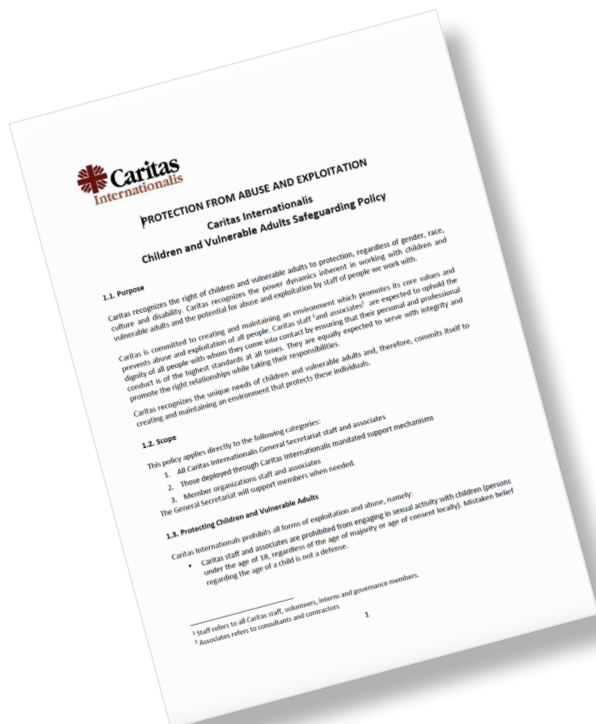 Caritas
Internationalis
PROTECTION FROM ABUSE AND EXPLOITATION
Caritas Internationalis
Children and Vulnerable Adults Safeguarding Policy
1.1. Purpose
Caritas recognizes the right of children and vulnerable adults to protection, regardless of gender, race,
culture and disability. Caritas recognizes the power dynamics inherent in working with children and
vulnerable adults and the potential for abuse and exploitation by staff of people we work with.
Caritas is committed to creating and maintaining an environment which promotes its core values and
prevents abuse and exploitation of all people. Caritas staff ¹and associates² are expected to uphold the
dignity of all people with whom they come into contact by ensuring that their personal and professional
conduct is of the highest standards at all times. They are equally expected to serve with integrity and
promote the right relationships while taking their responsibilities.
Caritas recognizes the unique needs of children and vulnerable adults and, therefore, commits itself to
creating and maintaining an environment that protects these individuals.
1.2. Scope
This policy applies directly to the following categories:
1. All Caritas Internationalis General Secretariat staff and associates
2. Those deployed through Caritas Internationalis mandated support mechanisms
3. Member organizations staff and associates
The General Secretariat will support members when needed.
1.3. Protecting Children and Vulnerable Adults
Caritas Internationals prohibits all forms of exploitation and abuse, namely:
• Caritas staff and associates are prohibited from engaging in sexual activity with children (persons
under the age of 18, regardless of the age of majority or age of consent locally). Mistaken belief
regarding the age of a child is not a defense.
¹ Staff refers to all Caritas staff, volunteers, interns and governance members.
² Associates refers to consultants and contractors
1